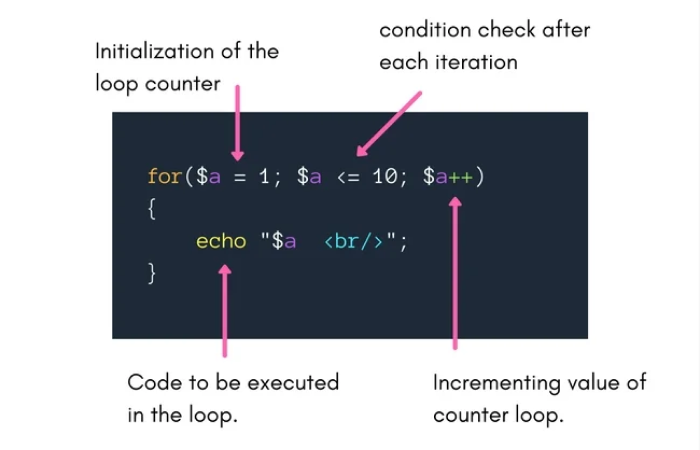 Initialization of the
loop counter
condition check after
each iteration
for($a = 1; $a <= 10; $a++)
{
echo "$a  <br/>";
}
Code to be executed
in the loop.
Incrementing value of
counter loop.